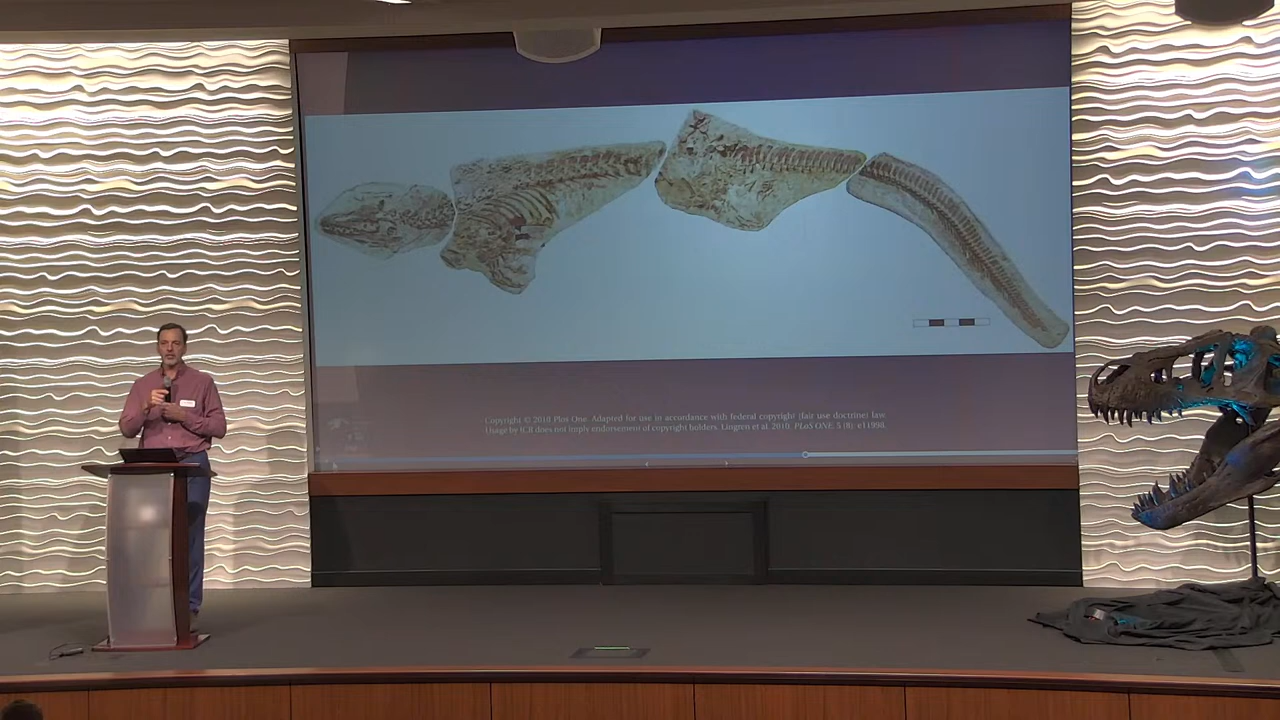 Copyright © 2010 Plos One. Adapted for use in accordance with federal copyright (fair use doctrine) law.
Usage by ICR does not imply endorsement of copyright holders. Lingren et al. 2010. PLoS ONE. 5 (8): e11998.